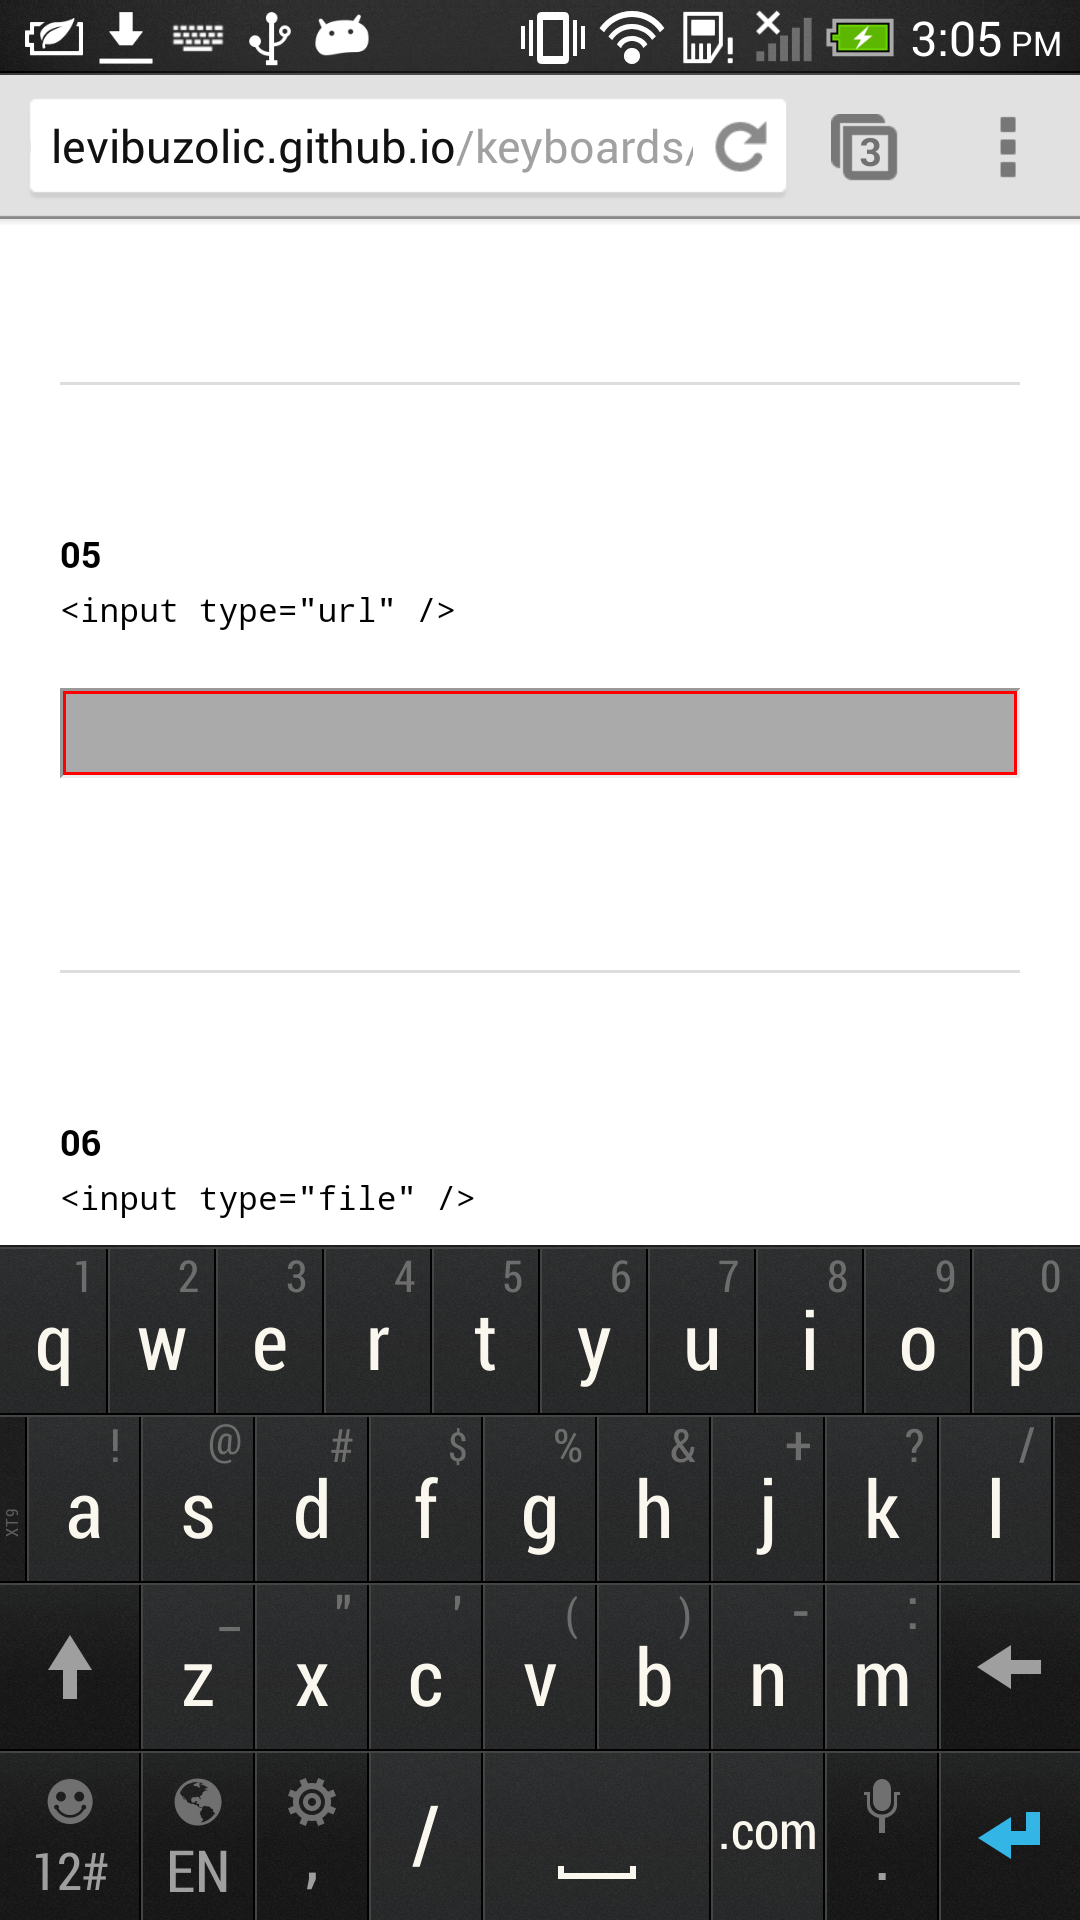 3:05 PM
levibuzolic.github.io/keyboards/
3
05
<input type="url" />
06
<input type="file" />
1 2 3 4 5 6 7 8 9 0
q w e r t y u i o p
! @ # $ % & + ? /
XT9 a s d f g h j k l
_ " ' ( ) - :
z x c v b n m
12# EN , / .com .